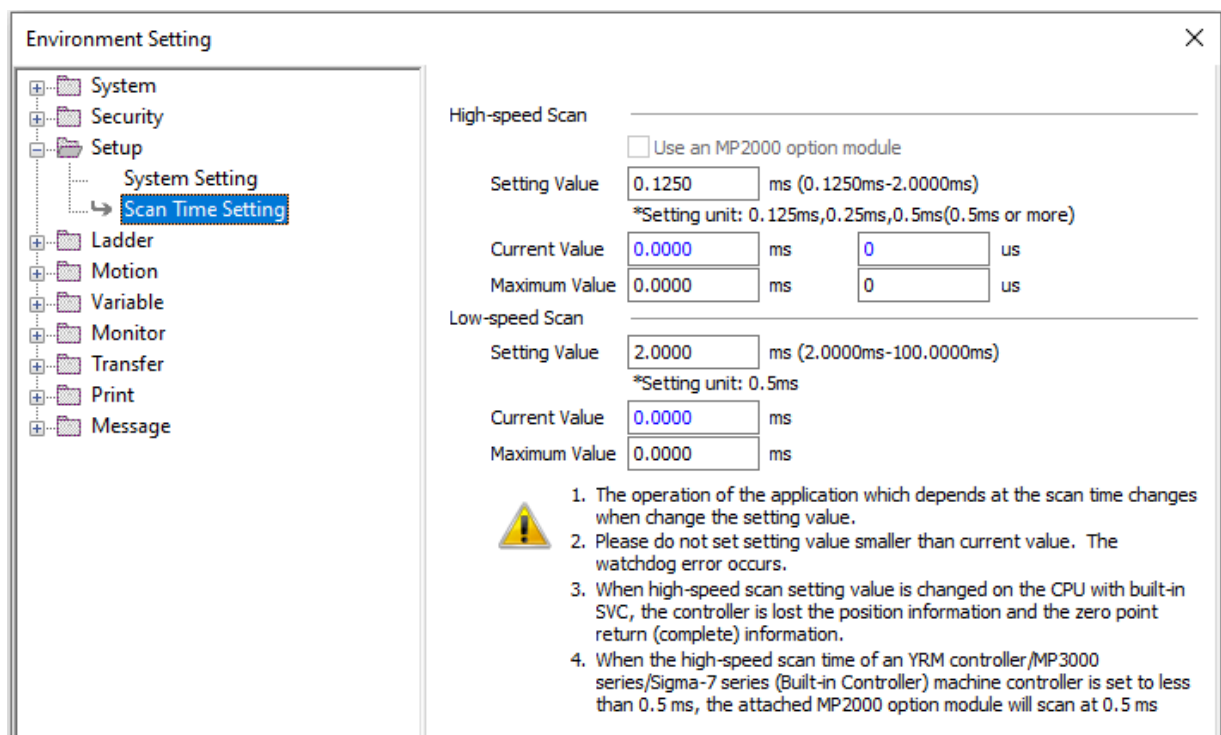 Environment Setting
System
Security
Setup
System Setting
Scan Time Setting
Ladder
Motion
Variable
Monitor
Transfer
Print
Message
High-speed Scan
Use an MP2000 option module
Setting Value 0.1250 ms (0.1250ms-2.0000ms)
*Setting unit: 0.125ms,0.25ms,0.5ms(0.5ms or more)
Current Value 0.0000 ms 0 us
Maximum Value 0.0000 ms 0 us
Low-speed Scan
Setting Value 2.0000 ms (2.0000ms-100.0000ms)
*Setting unit: 0.5ms
Current Value 0.0000 ms
Maximum Value 0.0000 ms
1. The operation of the application which depends at the scan time changes
when change the setting value.
2. Please do not set setting value smaller than current value. The
watchdog error occurs.
3. When high-speed scan setting value is changed on the CPU with built-in
SVC, the controller is lost the position information and the zero point
return (complete) information.
4. When the high-speed scan time of an YRM controller/MP3000
series/Sigma-7 series (Built-in Controller) machine controller is set to less
than 0.5 ms, the attached MP2000 option module will scan at 0.5 ms